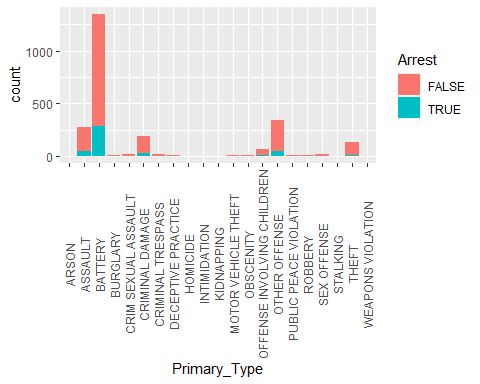 1000
500
0
count
ARSON
ASSAULT
BATTERY
BURGLARY
CRIM SEXUAL ASSAULT
CRIMINAL DAMAGE
CRIMINAL TRESPASS
DECEPTIVE PRACTICE
HOMICIDE
INTIMIDATION
KIDNAPPING
MOTOR VEHICLE THEFT
OBSCENITY
OFFENSE INVOLVING CHILDREN
OTHER OFFENSE
PUBLIC PEACE VIOLATION
ROBBERY
SEX OFFENSE
STALKING
THEFT
WEAPONS VIOLATION
Primary_Type
Arrest
FALSE
TRUE